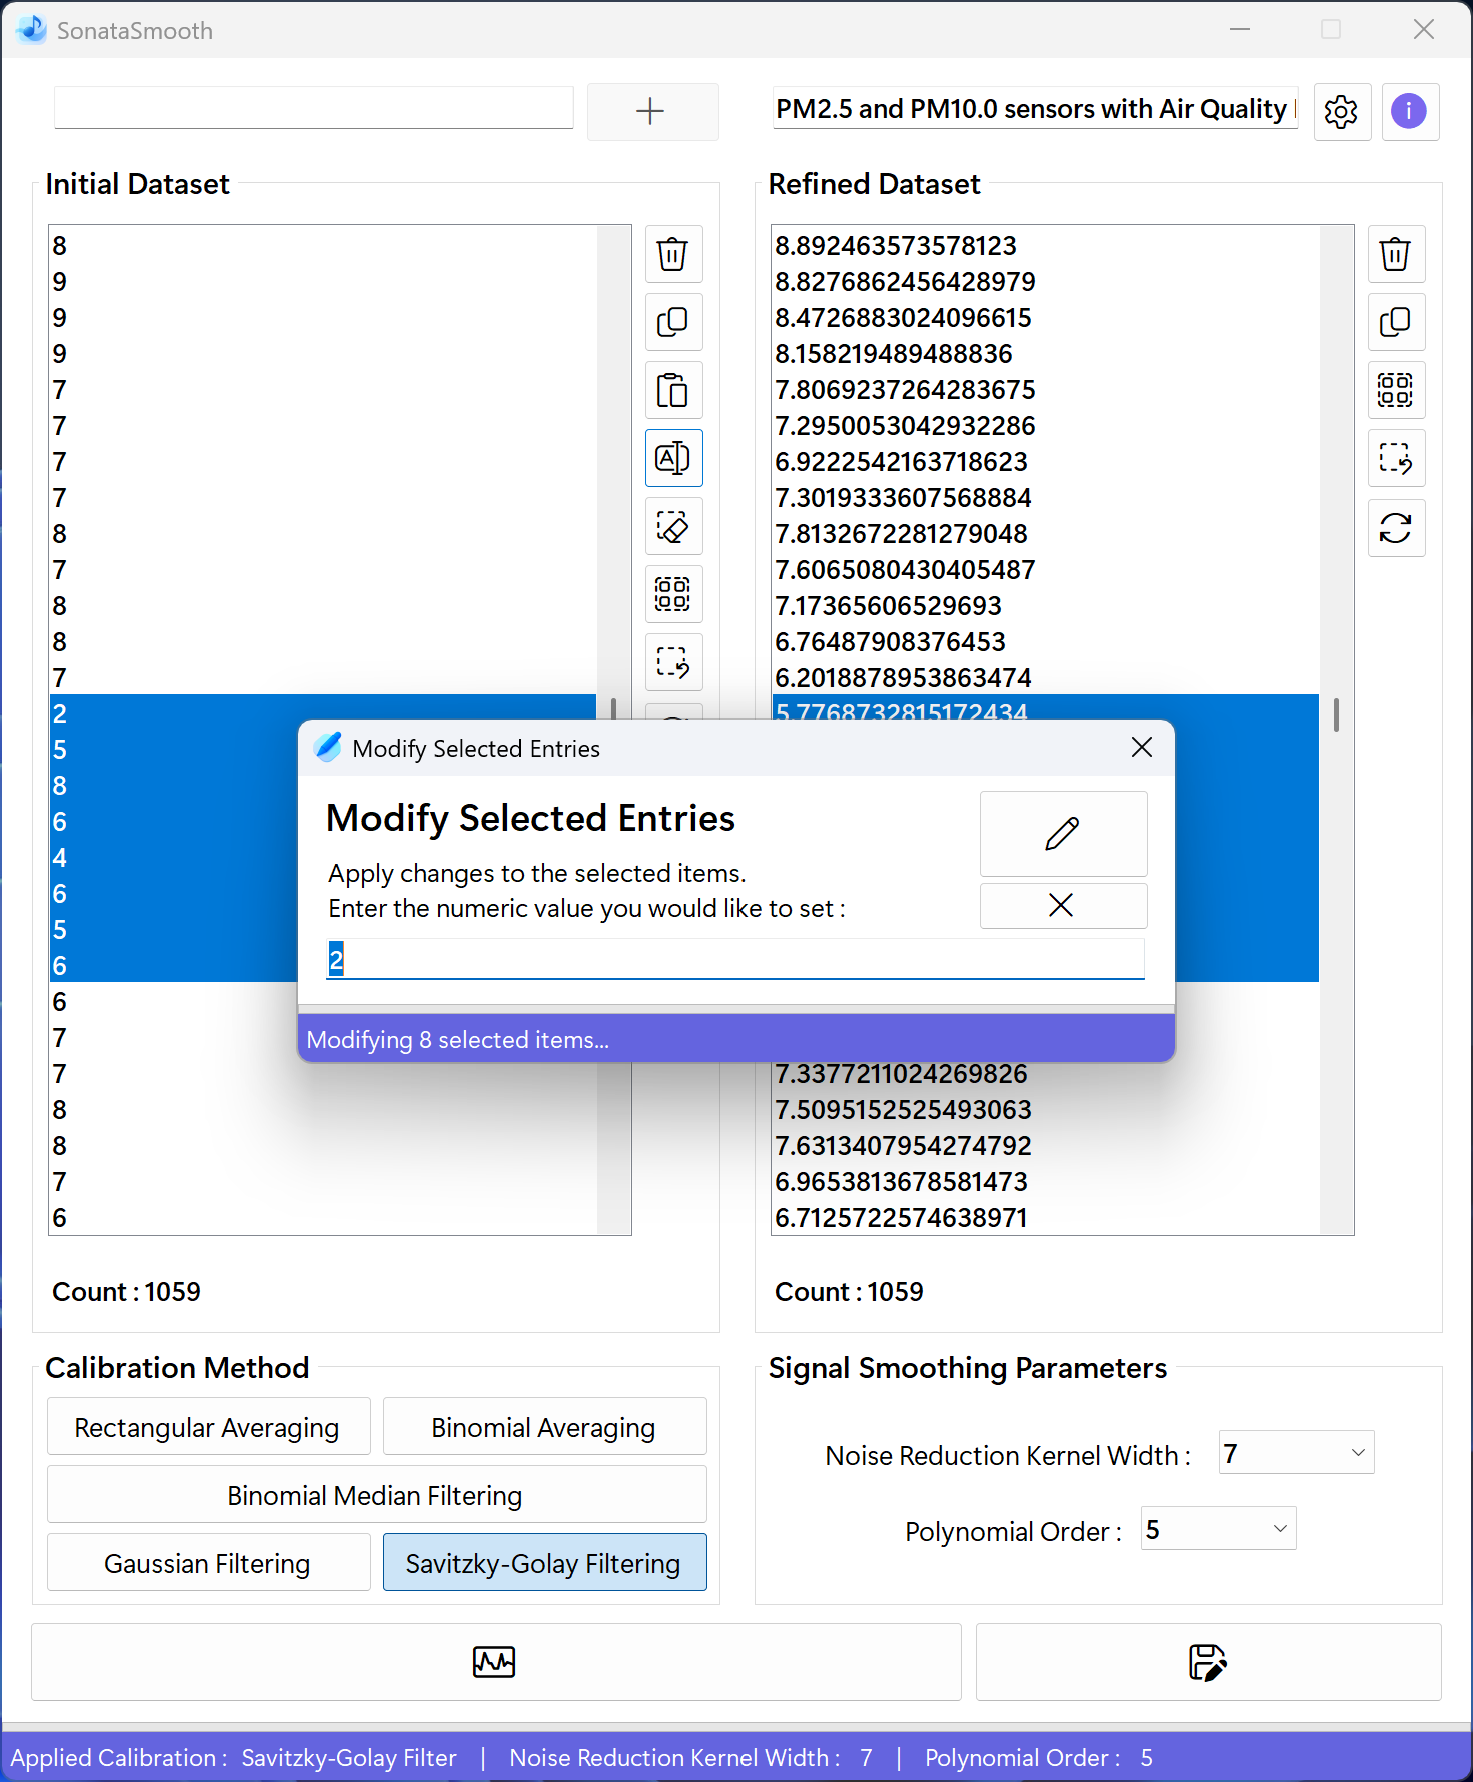 SonataSmooth
PM2.5 and PM10.0 sensors with Air Quality
Initial Dataset
8
9
9
9
7
7
7
7
8
7
8
8
7
2
5
8
6
4
6
5
6
6
7
7
8
8
7
6
Count : 1059
Refined Dataset
8.892463573578123
8.8276862456428979
8.4726883024096615
8.158219489488836
7.8069237264283675
7.2950053042932286
6.9222542163718623
7.3019333607568884
7.8132672281279048
7.6065080430405487
7.17365606529693
6.76487908376453
6.2018878953863474
5.7768732815172434
7.3377211024269826
7.5095152525493063
7.6313407954274792
6.9653813678581473
6.7125722574638971
Count : 1059
Modify Selected Entries
Modify Selected Entries
Apply changes to the selected items.
Enter the numeric value you would like to set :
2
Modifying 8 selected items...
Calibration Method
Rectangular Averaging
Binomial Averaging
Binomial Median Filtering
Gaussian Filtering
Savitzky-Golay Filtering
Signal Smoothing Parameters
Noise Reduction Kernel Width : 7
Polynomial Order : 5
Applied Calibration : Savitzky-Golay Filter | Noise Reduction Kernel Width : 7 | Polynomial Order : 5